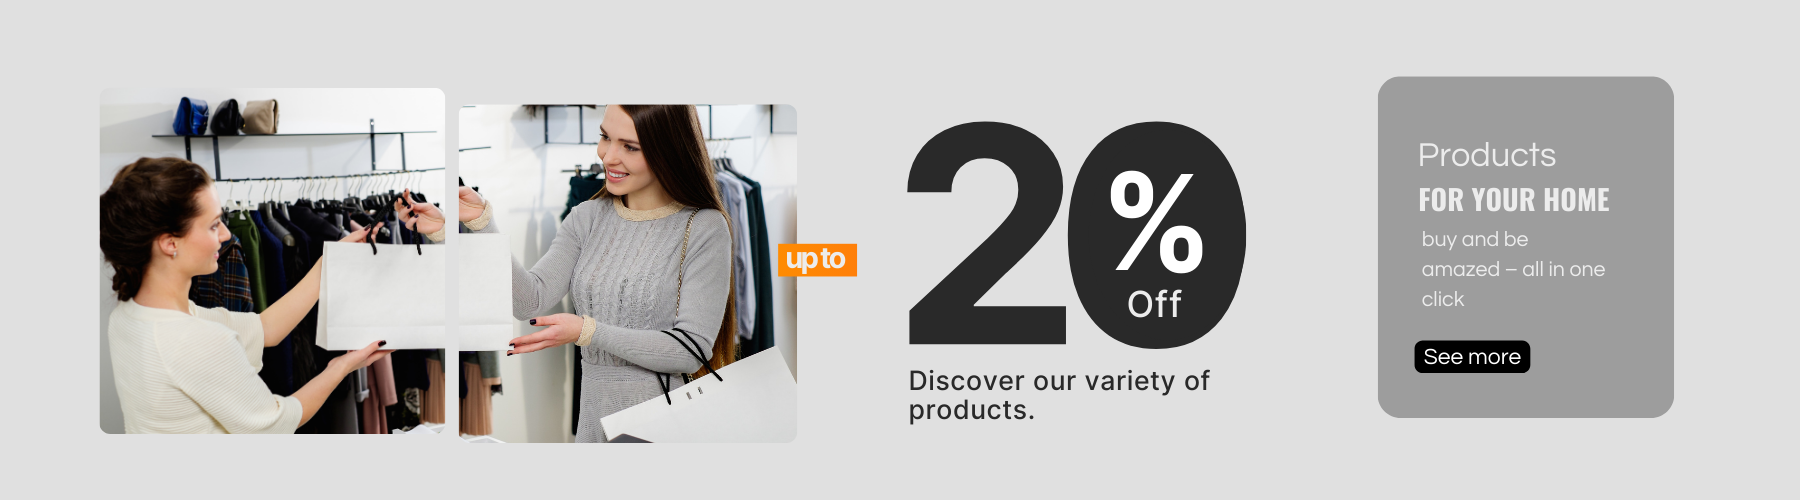 up to
20
%
Off
Discover our variety of
products.
Products
FOR YOUR HOME
buy and be
amazed – all in one
click
See more